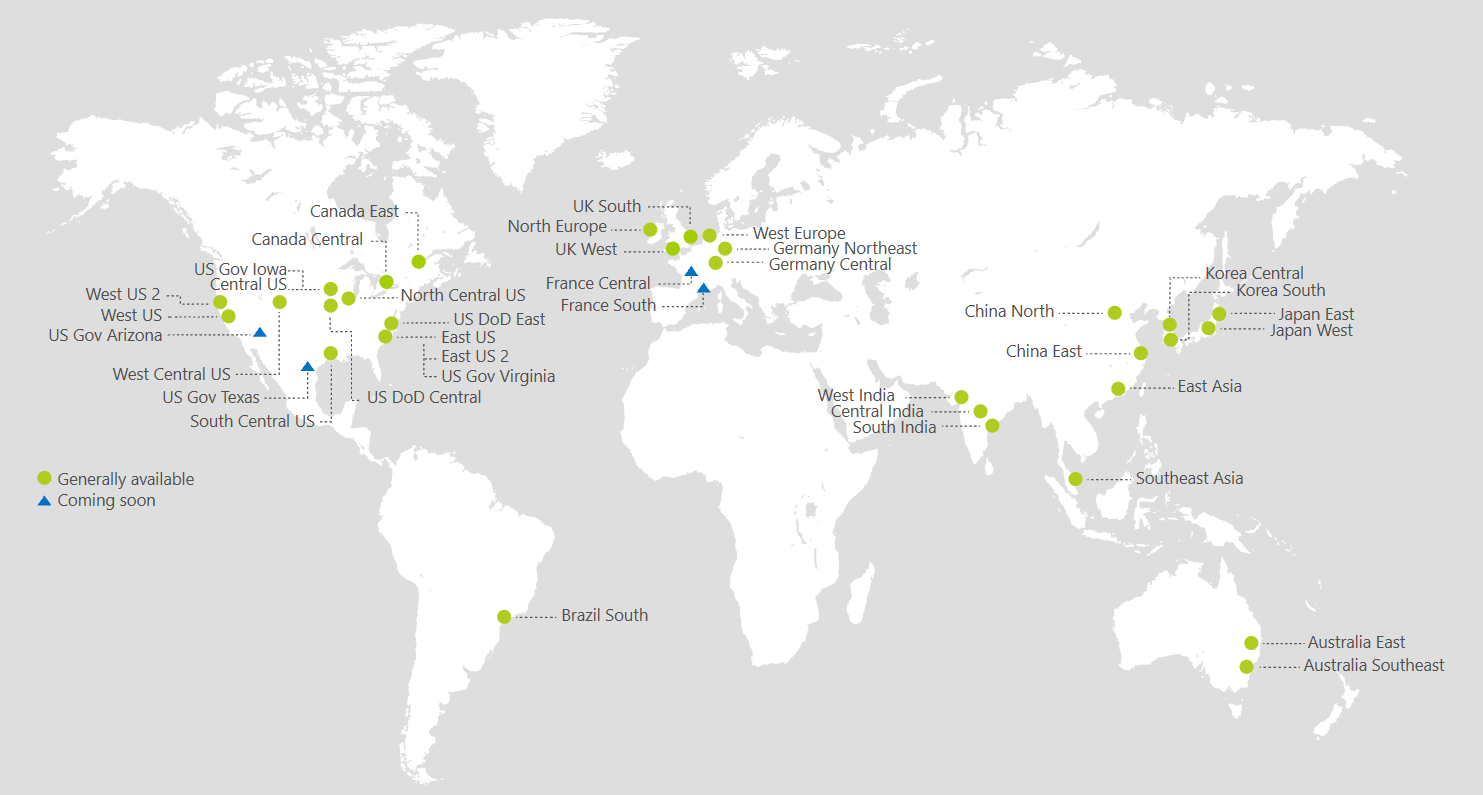 Canada East
Canada Central
US Gov Iowa
Central US
West US 2
West US
US Gov Arizona
West Central US
US Gov Texas
South Central US
North Central US
US DoD East
East US
East US 2
US Gov Virginia
US DoD Central
UK South
North Europe
UK West
France Central
France South
West Europe
Germany Northeast
Germany Central
Korea Central
Korea South
China North
Japan East
Japan West
China East
East Asia
West India
Central India
South India
Southeast Asia
Generally available
Coming soon
Brazil South
Australia East
Australia Southeast